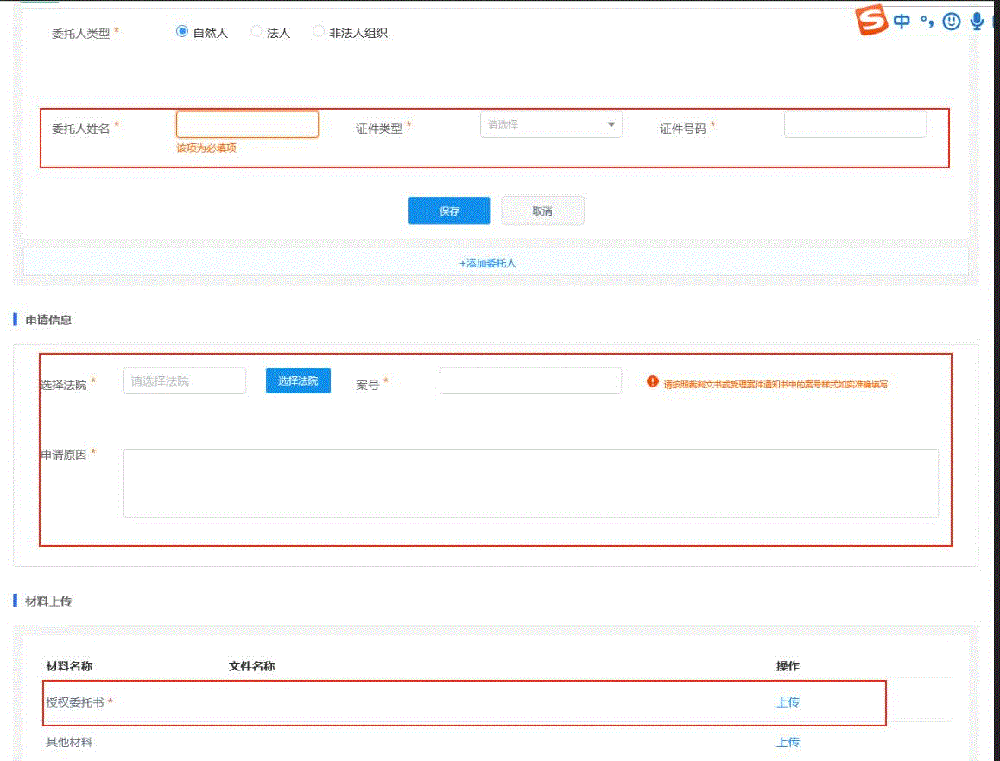 委托人类型 * 自然人 法人 非法人组织
中
委托人姓名 * 证件类型 * 请选择 证件号码 *
该项为必填项
保存 取消
+添加委托人
申请信息
选择法院 * 请选择法院 选择法院 案号 * 请按照裁判文书或受理案件通知书中的案号样式如实准确填写
申请原因 *
材料上传
材料名称 文件名称 操作
授权委托书 * 上传
其他材料 上传